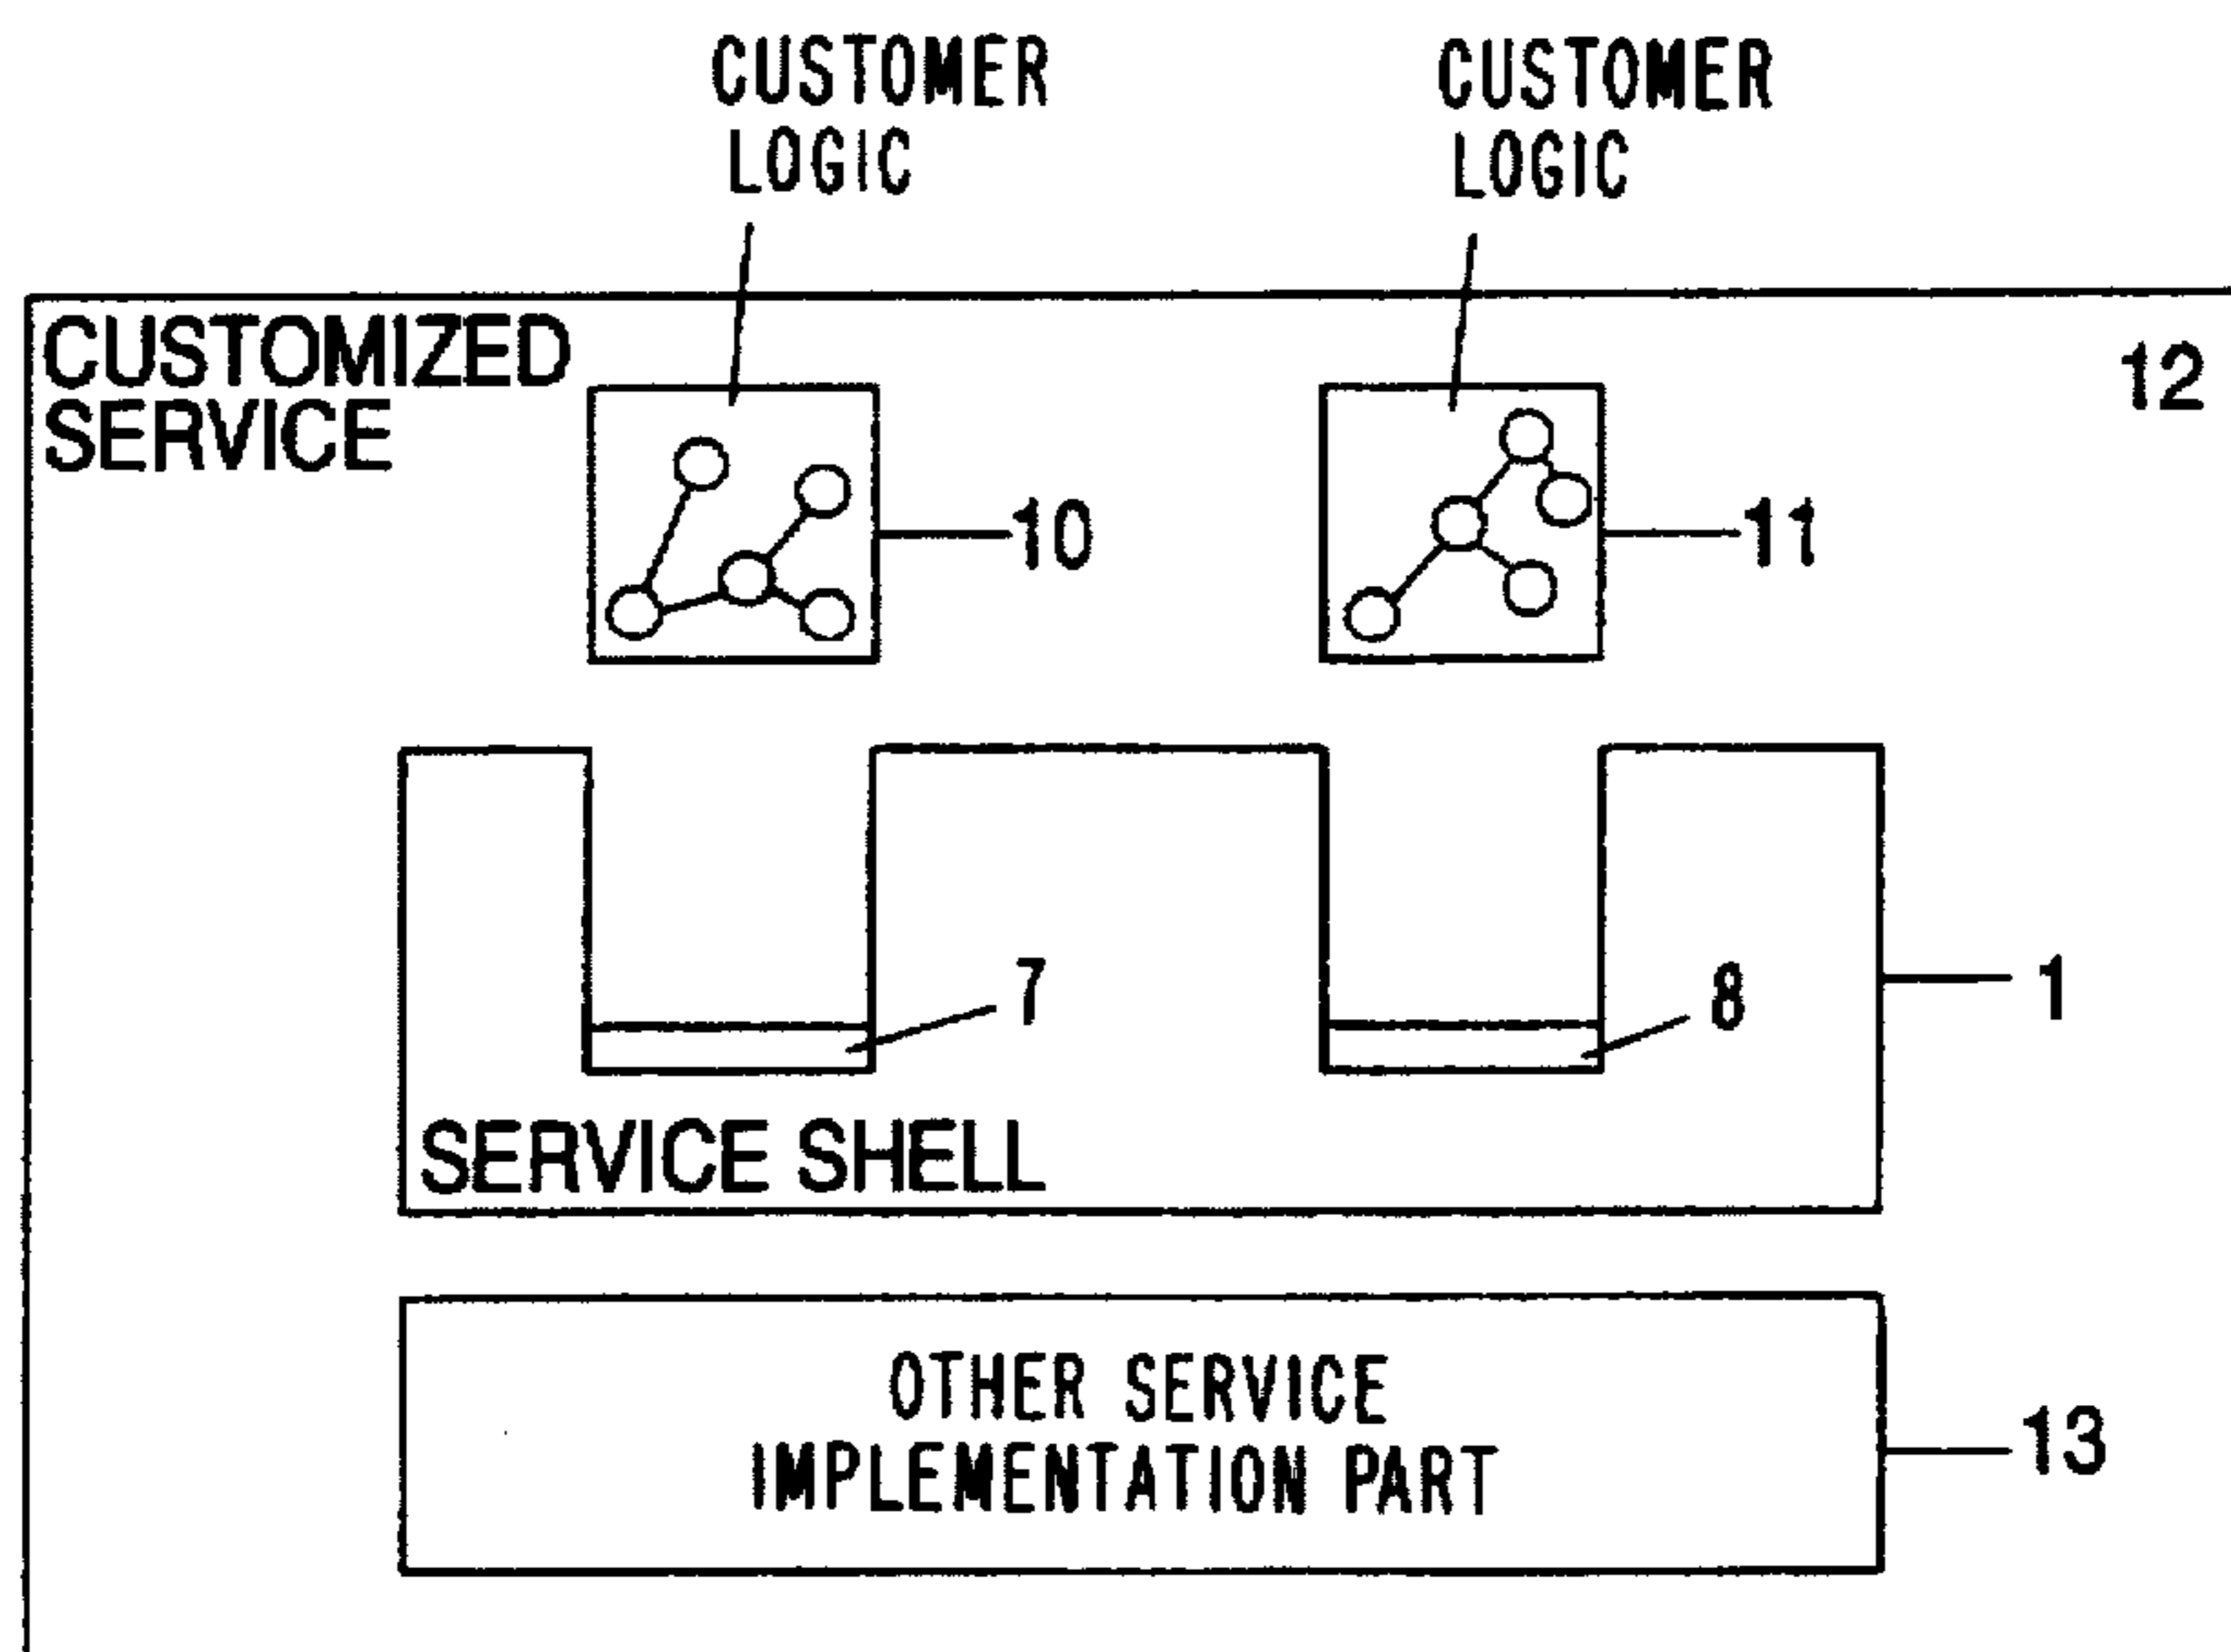 CUSTOMER
LOGIC
CUSTOMER
LOGIC
CUSTOMIZED
SERVICE
12
10
11
7
8
1
SERVICE SHELL
OTHER SERVICE
IMPLEMENTATION PART
13